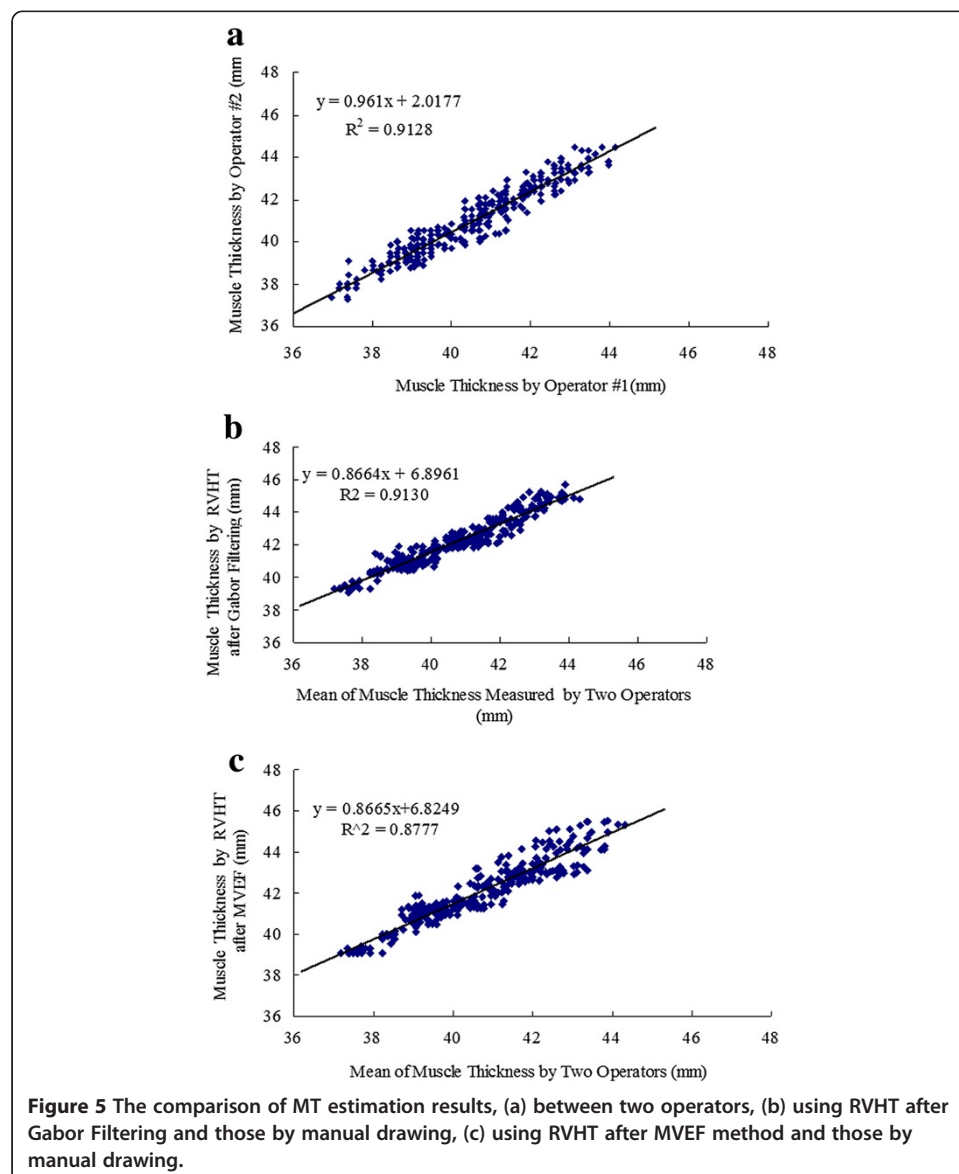 a
Muscle Thickness by Operator #2 (mm
48
46
44
42
40
38
36
y = 0.961x + 2.0177
R² = 0.9128
36 38 40 42 44 46 48
Muscle Thickness by Operator #1(mm)
b
Muscle Thickness by RVHT
after Gabor Filtering (mm)
48
46
44
42
40
38
36
y = 0.8664x + 6.8961
R2 = 0.9130
36 38 40 42 44 46 48
Mean of Muscle Thickness Measured by Two Operators
(mm)
c
Muscle Thickness by RVHT
after MVEF (mm)
48
46
44
42
40
38
36
y = 0.8665x+6.8249
R^2 = 0.8777
36 38 40 42 44 46 48
Mean of Muscle Thickness by Two Operators (mm)
Figure 5 The comparison of MT estimation results, (a) between two operators, (b) using RVHT after
Gabor Filtering and those by manual drawing, (c) using RVHT after MVEF method and those by
manual drawing.